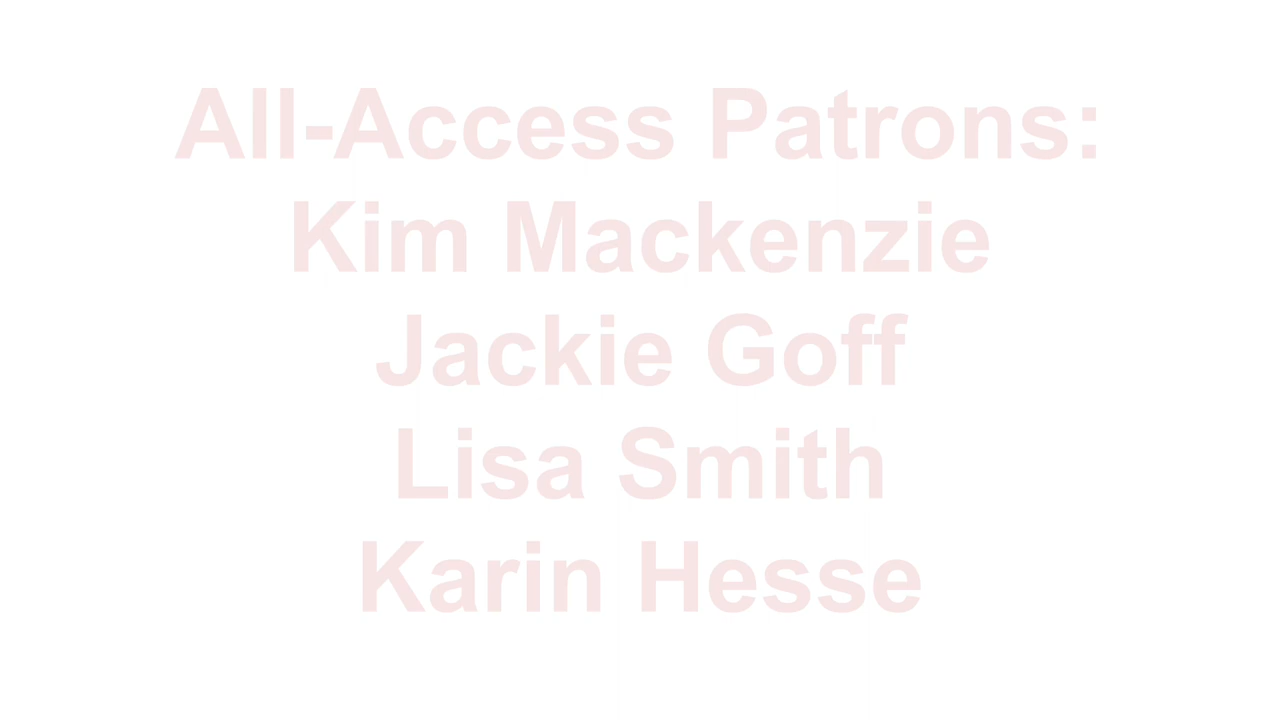 All-Access Patrons:
Kim Mackenzie
Jackie Goff
Lisa Smith
Karin Hesse